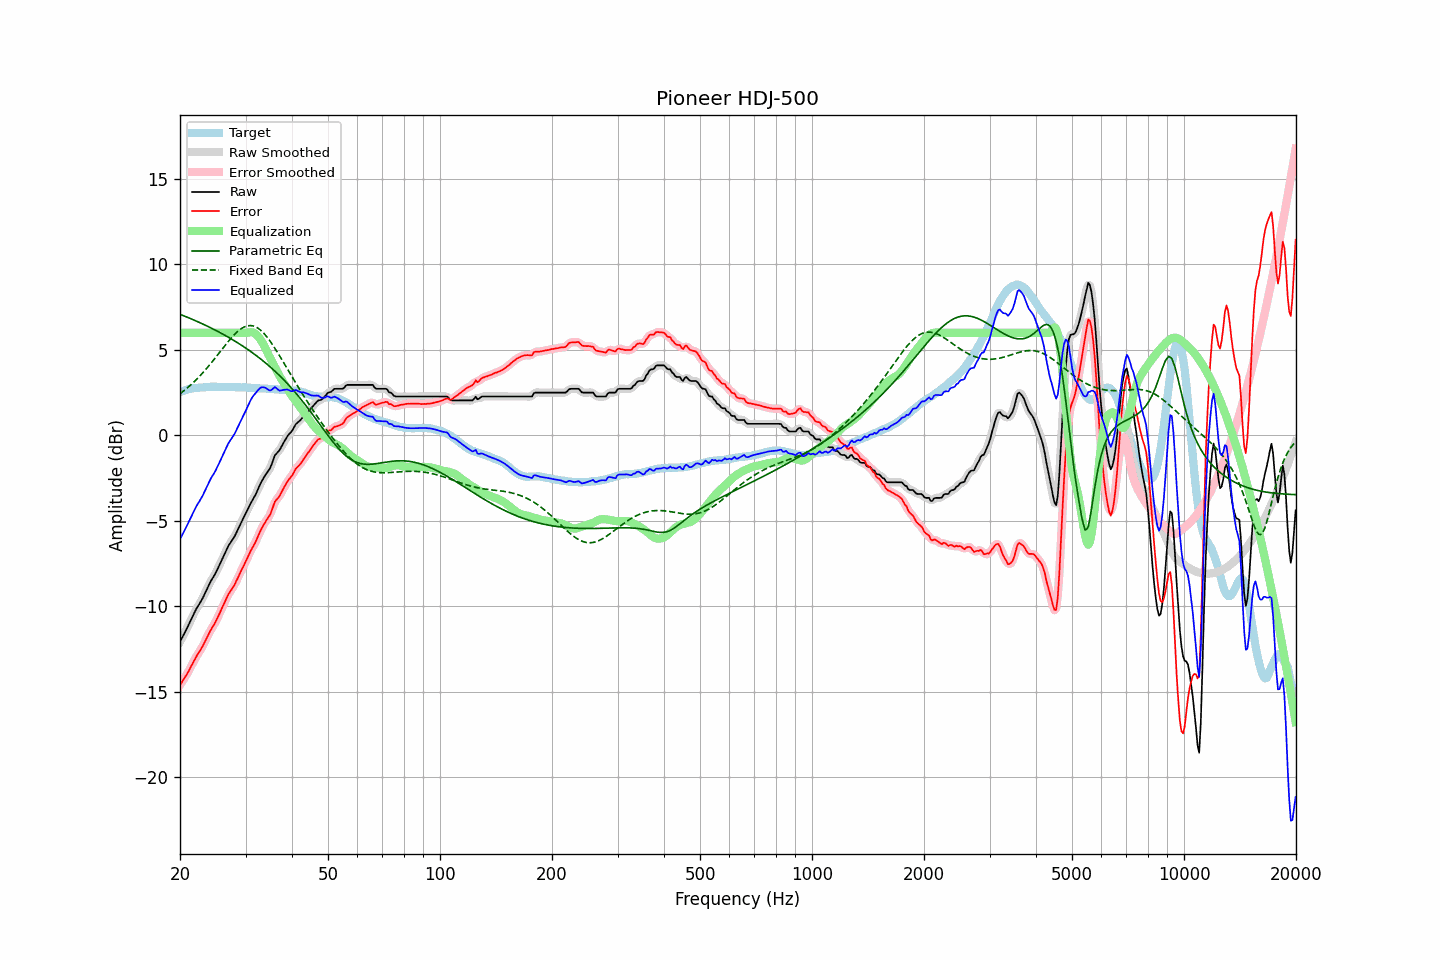 Pioneer HDJ-500
Target
Raw Smoothed
Error Smoothed
Raw
Error
Equalization
Parametric Eq
Fixed Band Eq
Equalized
15
10
5
0
−5
−10
−15
−20
Amplitude (dBr)
20 50 100 200 500 1000 2000 5000 10000 20000
Frequency (Hz)